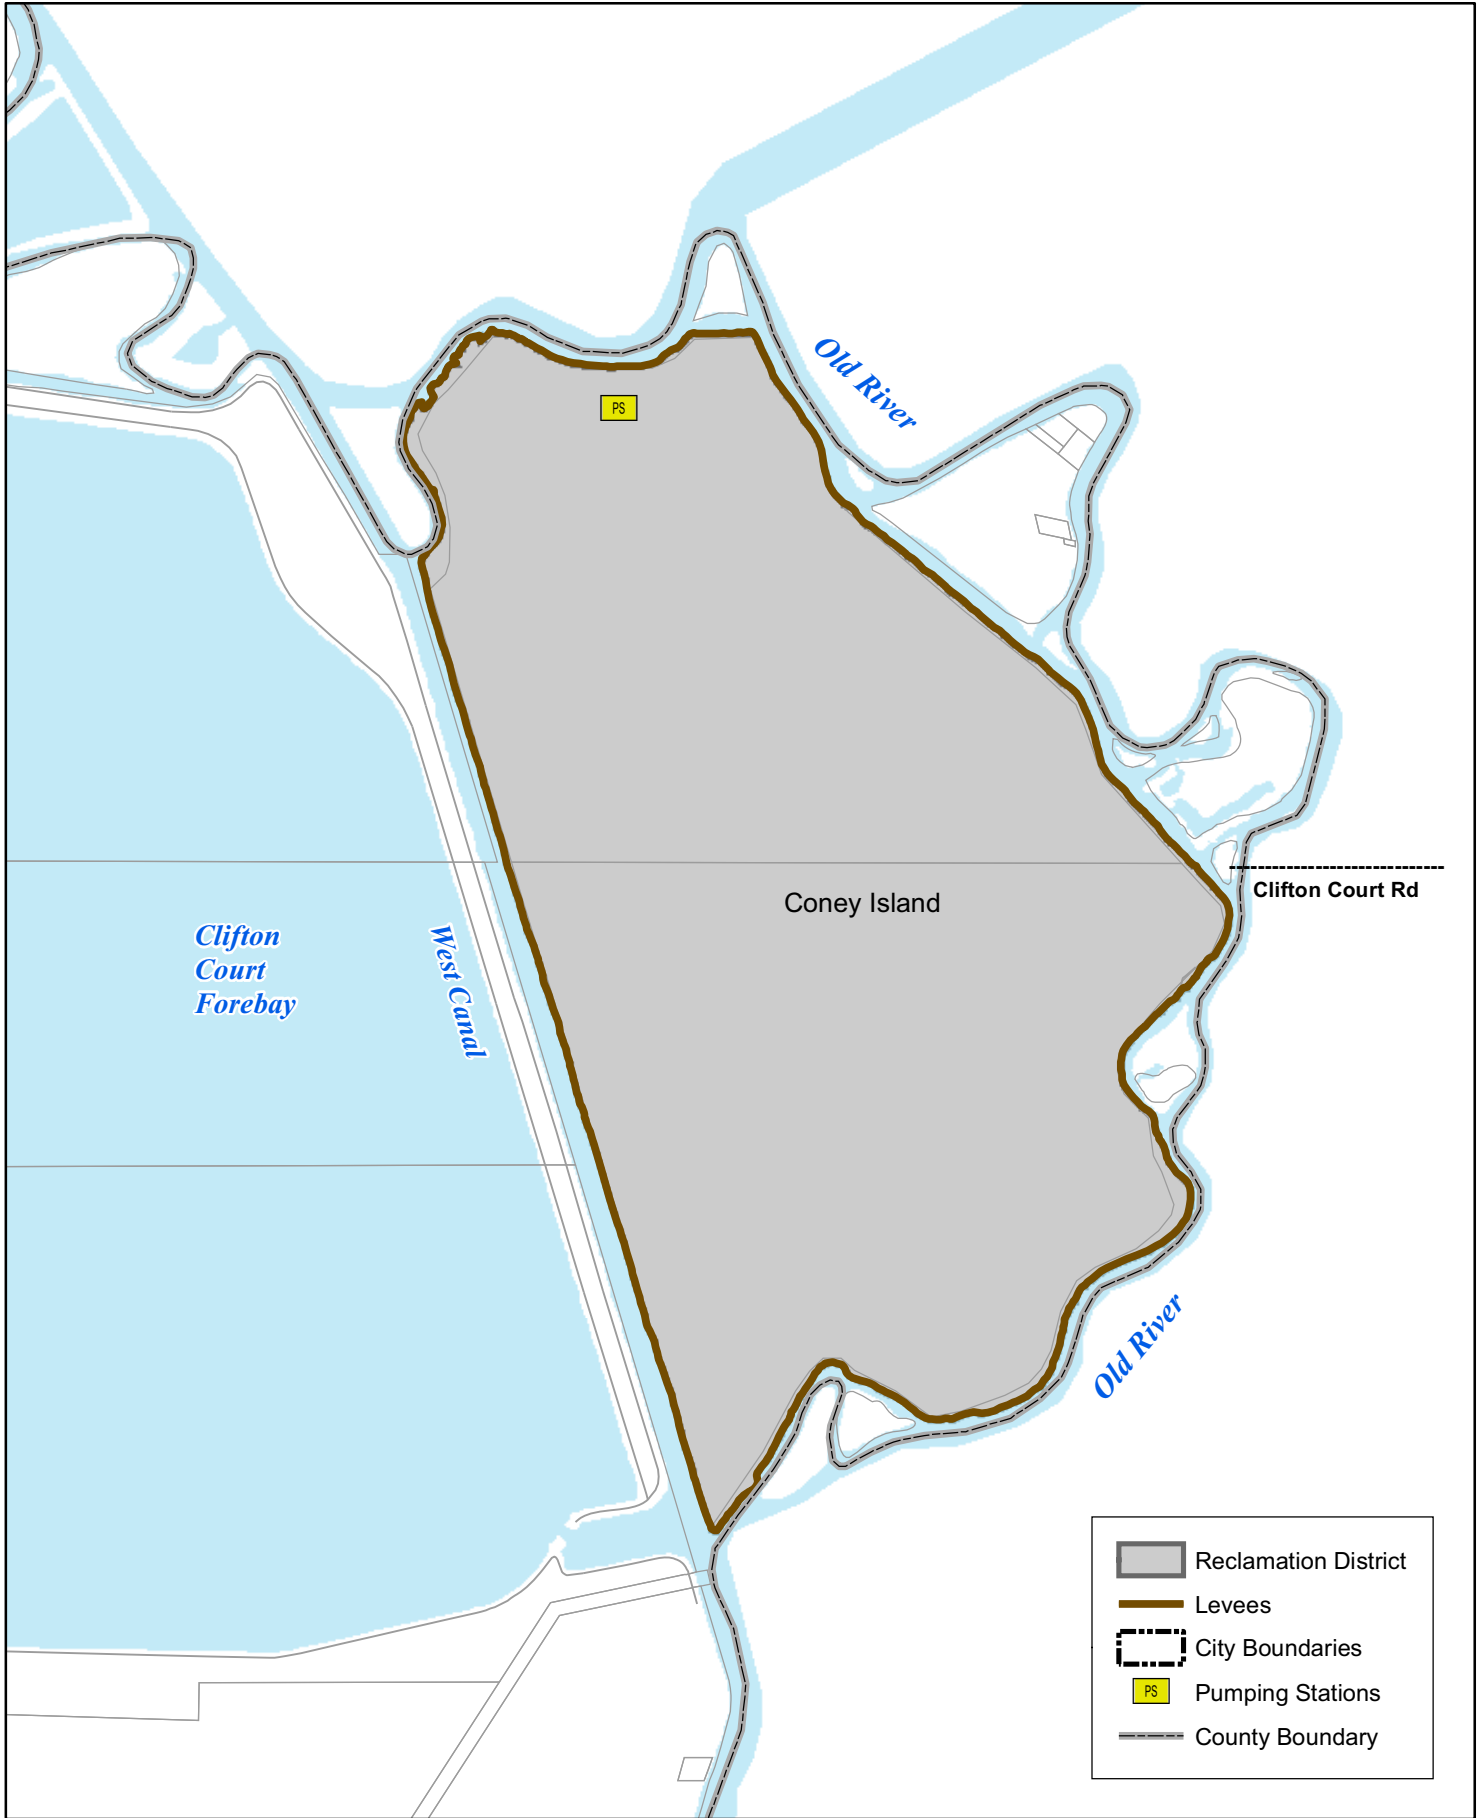 Old River
PS
Coney Island
Clifton Court Rd
Clifton
Court
Forebay
West Canal
Old River
Reclamation District
Levees
City Boundaries
PS
Pumping Stations
County Boundary